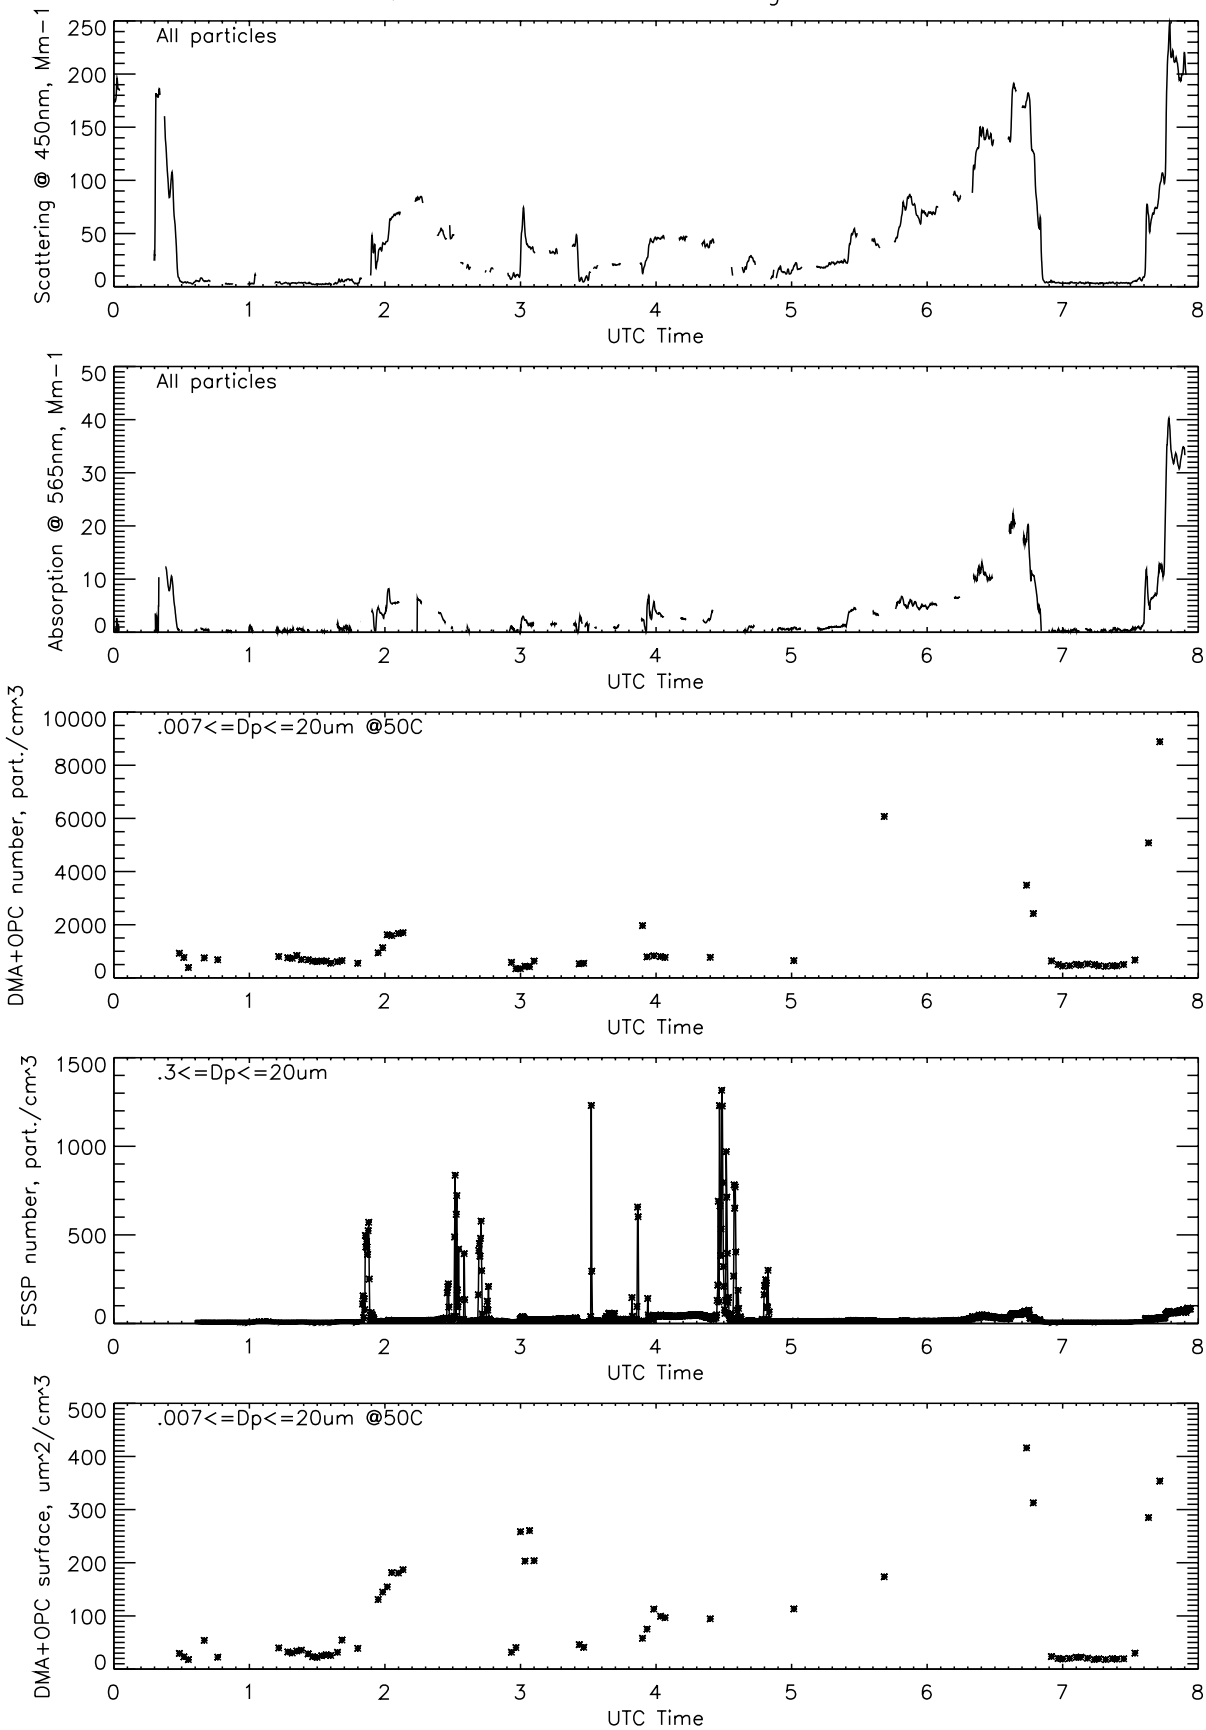 Scattering @ 450nm, Mm-1
All particles
250
200
150
100
50
0
0 1 2 3 4 5 6 7 8
UTC Time
Absorption @ 565nm, Mm-1
All particles
50
40
30
20
10
0
0 1 2 3 4 5 6 7 8
UTC Time
DMA+OPC number, part./cm^3
.007<=Dp<=20um @50C
10000
8000
6000
4000
2000
0
0 1 2 3 4 5 6 7 8
UTC Time
FSSP number, part./cm^3
.3<=Dp<=20um
1500
1000
500
0
0 1 2 3 4 5 6 7 8
UTC Time
DMA+OPC surface, um^2/cm^3
.007<=Dp<=20um @50C
500
400
300
200
100
0
0 1 2 3 4 5 6 7 8
UTC Time